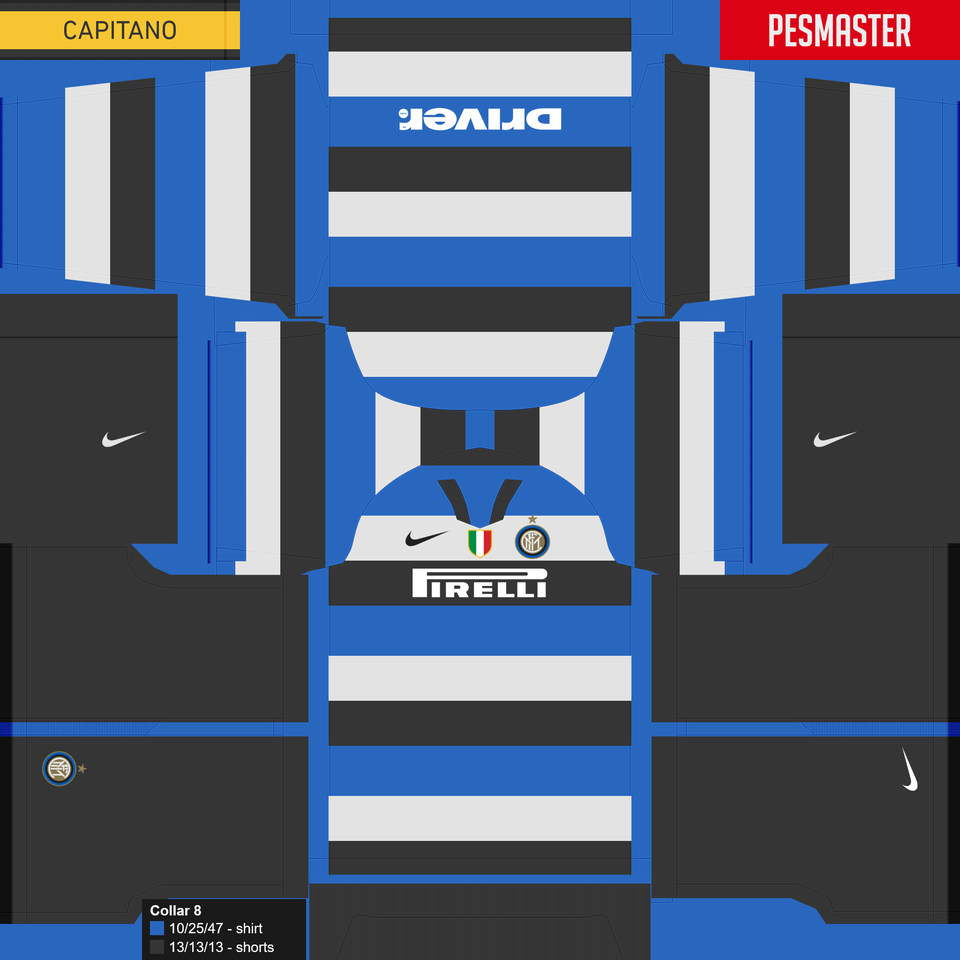 CAPITANO
PESMASTER
Driver.
PIRELLI
Collar 8
10/25/47 - shirt
13/13/13 - shorts